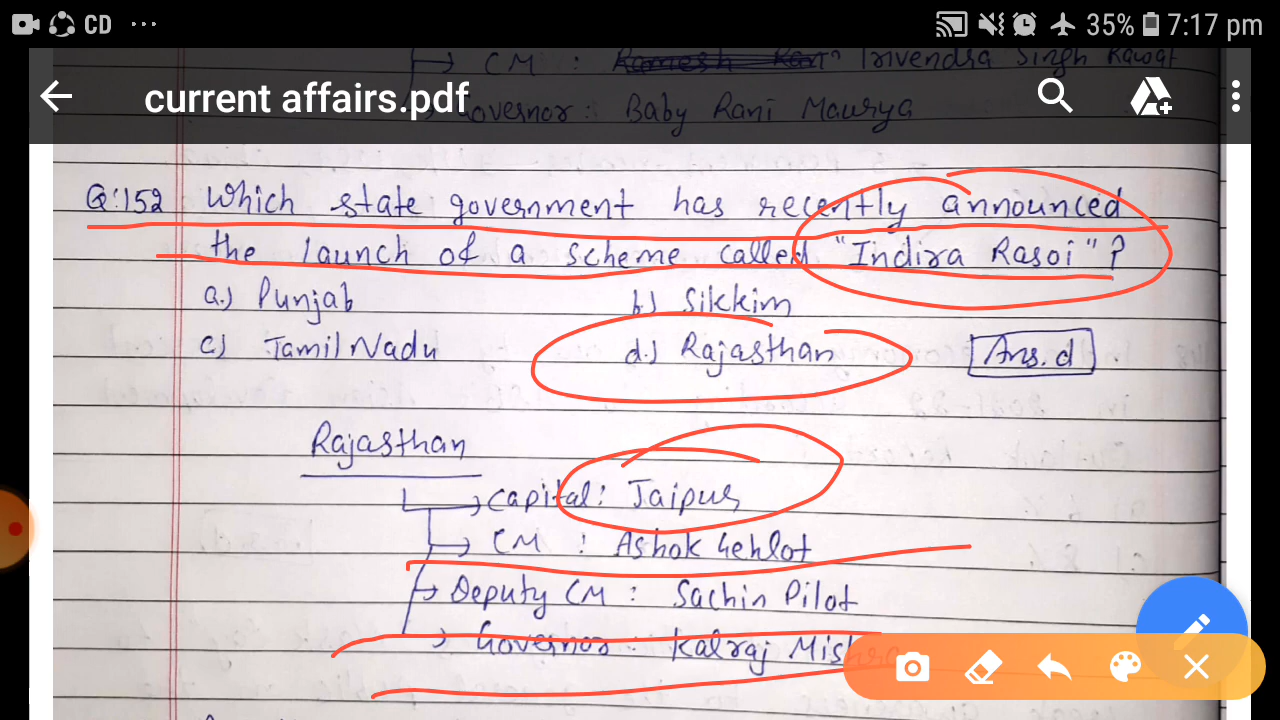 CD ... 35% 7:17 pm
CM : Trivendra Singh Rawat
current affairs.pdf
Governor : Baby Rani Maurya
Q.152 Which state government has recently announced
the launch of a scheme called "Indira Rasoi" ?
a.) Punjab b.) Sikkim
c.) Tamil Nadu d.) Rajasthan Ans. d
Rajasthan
Capital : Jaipur
CM : Ashok Gehlot
Deputy CM : Sachin Pilot
Governor : Kalraj Mishra